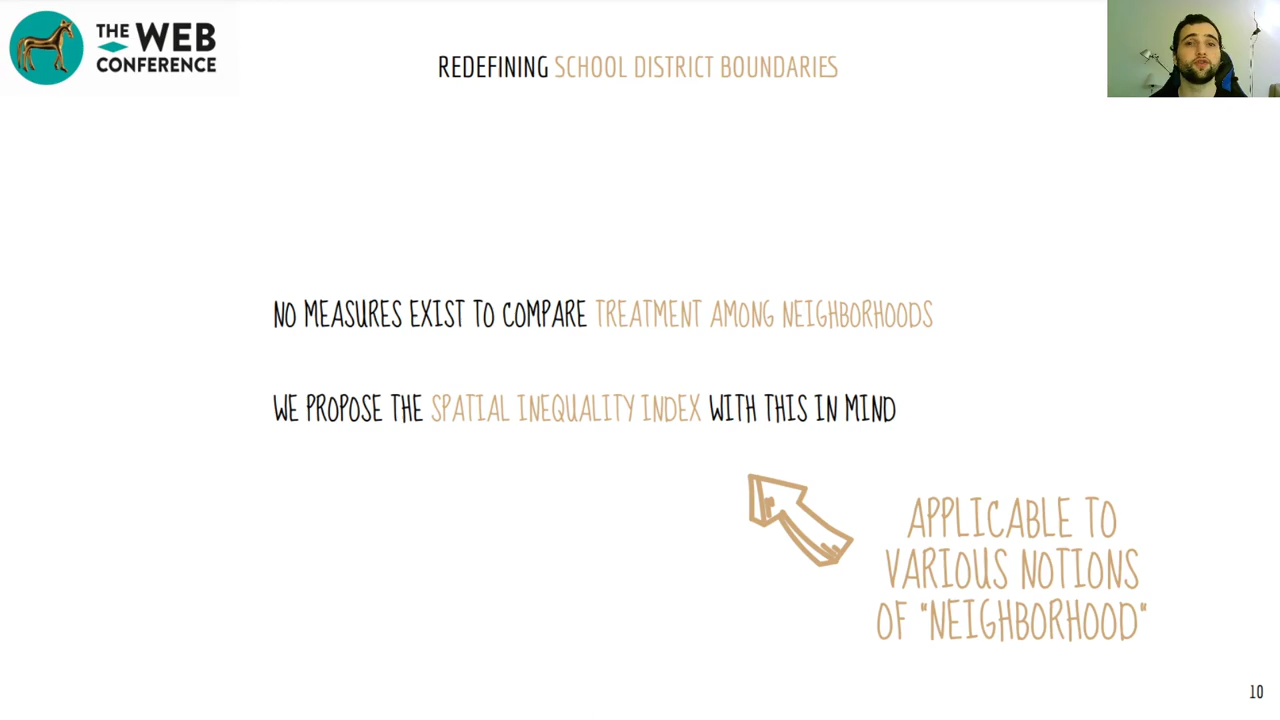 THE WEB
CONFERENCE
REDEFINING SCHOOL DISTRICT BOUNDARIES
NO MEASURES EXIST TO COMPARE TREATMENT AMONG NEIGHBORHOODS
WE PROPOSE THE SPATIAL INEQUALITY INDEX WITH THIS IN MIND
APPLICABLE TO
VARIOUS NOTIONS
OF "NEIGHBORHOOD"
10